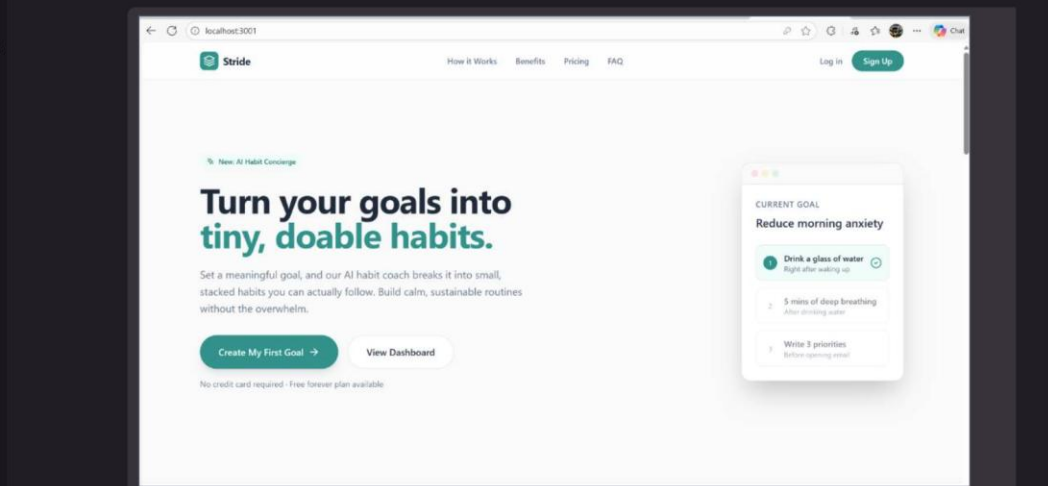 localhost:3001
Chat
Stride
How it Works
Benefits
Pricing
FAQ
Log in
Sign Up
New: AI Habit Concierge
Turn your goals into
tiny, doable habits.
Set a meaningful goal, and our AI habit coach breaks it into small,
stacked habits you can actually follow. Build calm, sustainable routines
without the overwhelm.
Create My First Goal →
View Dashboard
No credit card required · Free forever plan available
CURRENT GOAL
Reduce morning anxiety
1
Drink a glass of water
Right after waking up
2
5 mins of deep breathing
After drinking water
3
Write 3 priorities
Before opening email